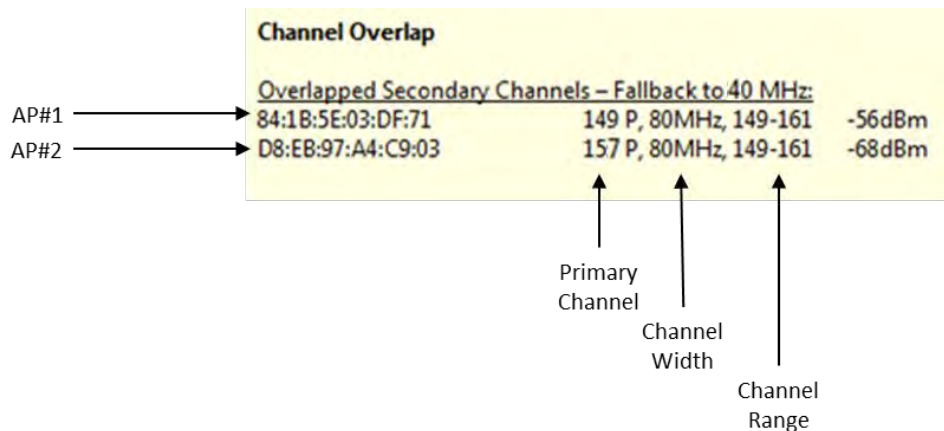 Channel Overlap
Overlapped Secondary Channels – Fallback to 40 MHz:
AP#1 84:1B:5E:03:DF:71 149 P, 80MHz, 149-161 -56dBm
AP#2 D8:EB:97:A4:C9:03 157 P, 80MHz, 149-161 -68dBm
Primary
Channel
Channel
Width
Channel
Range